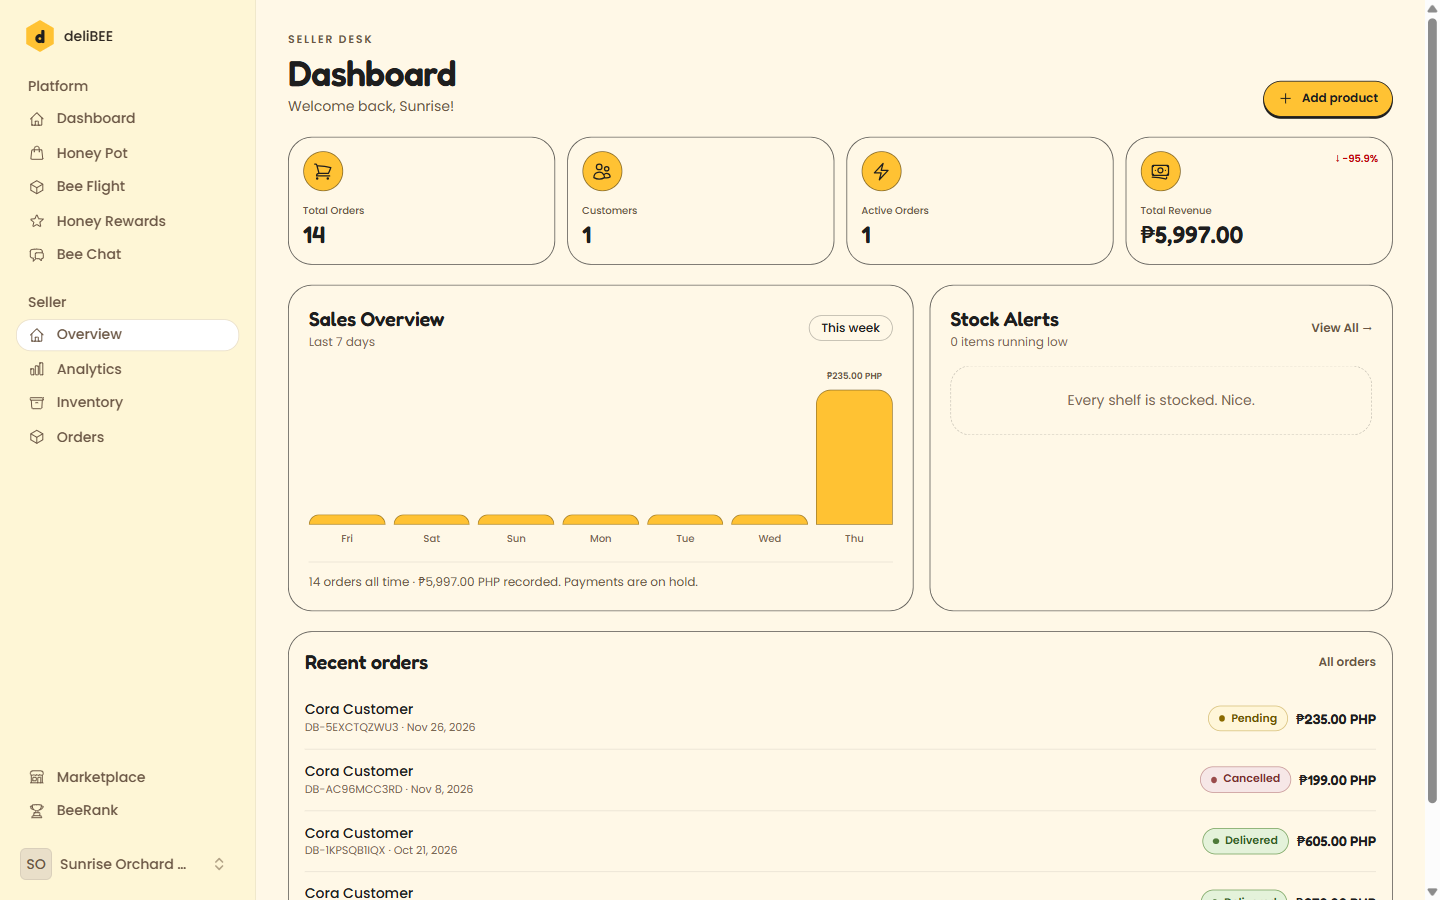 d deliBEE
Platform
Dashboard
Honey Pot
Bee Flight
Honey Rewards
Bee Chat
Seller
Overview
Analytics
Inventory
Orders
Marketplace
BeeRank
SO Sunrise Orchard ...
SELLER DESK
Dashboard
Welcome back, Sunrise!
+ Add product
Total Orders
14
Customers
1
Active Orders
1
↓ -95.9%
Total Revenue
₱5,997.00
Sales Overview
Last 7 days
This week
₱235.00 PHP
Fri Sat Sun Mon Tue Wed Thu
14 orders all time · ₱5,997.00 PHP recorded. Payments are on hold.
Stock Alerts
0 items running low
View All →
Every shelf is stocked. Nice.
Recent orders
All orders
Cora Customer
DB-5EXCTQZWU3 · Nov 26, 2026
Pending ₱235.00 PHP
Cora Customer
DB-AC96MCC3RD · Nov 8, 2026
Cancelled ₱199.00 PHP
Cora Customer
DB-1KPSQB1IQX · Oct 21, 2026
Delivered ₱605.00 PHP
Cora Customer